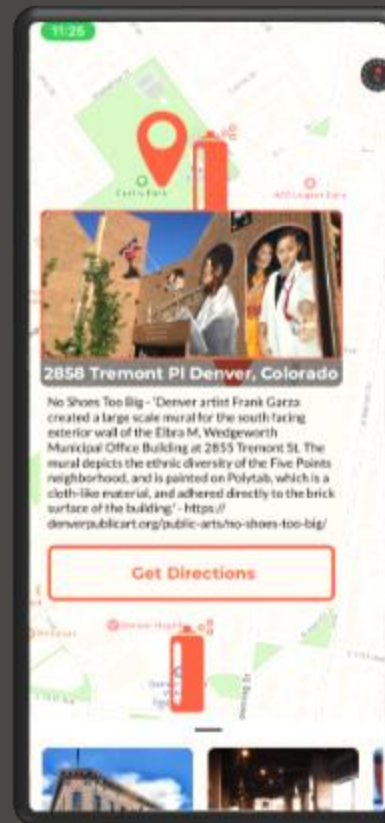 11:26
2858 Tremont Pl Denver, Colorado
No Shoes Too Big - 'Denver artist Frank Garza
created a large scale mural for the south facing
exterior wall of the Elbra M, Wedgeworth
Municipal Office Building at 2855 Tremont St. The
mural depicts the ethnic diversity of the Five Points
neighborhood, and is painted on Polytab, which is a
cloth-like material, and adhered directly to the brick
surface of the building.' - https://
denverpublicart.org/public-arts/no-shoes-too-big/
Get Directions